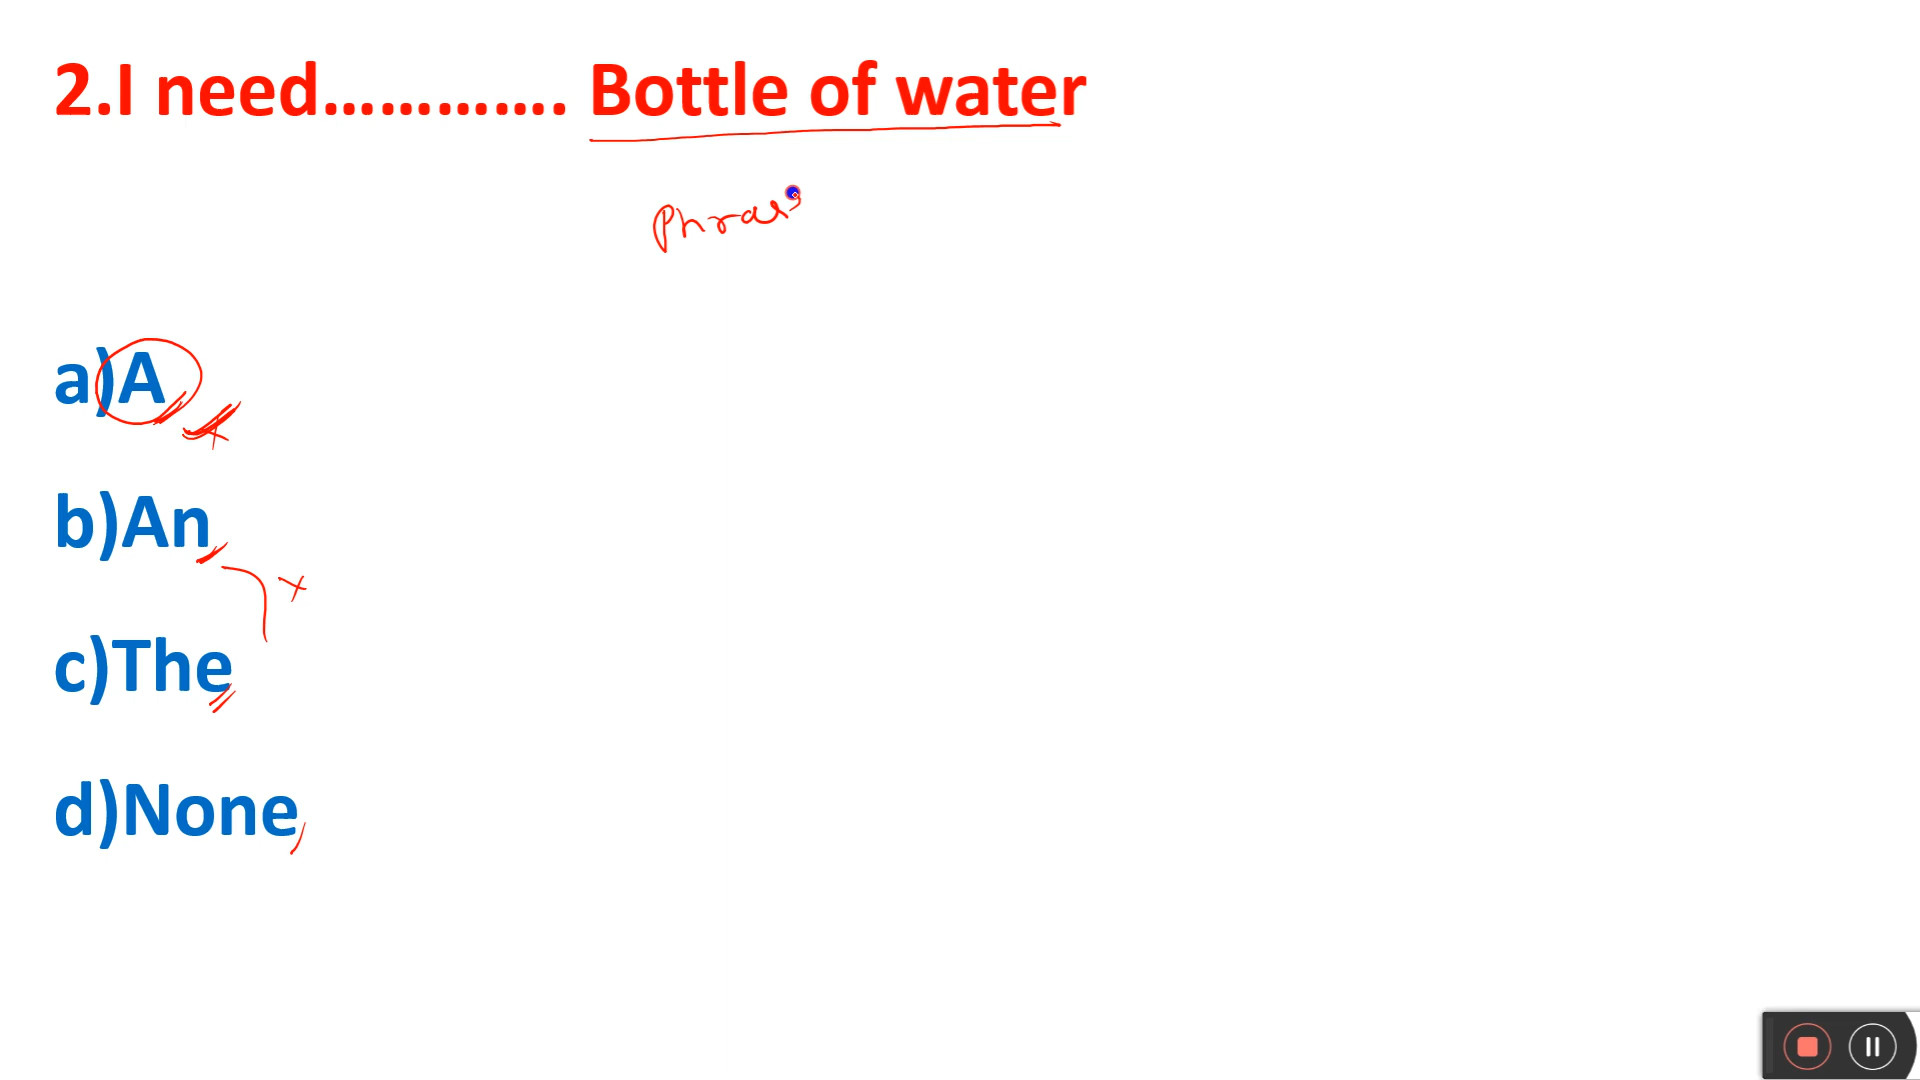 2.I need............. Bottle of water
Phrase
a)A
b)An
c)The
d)None